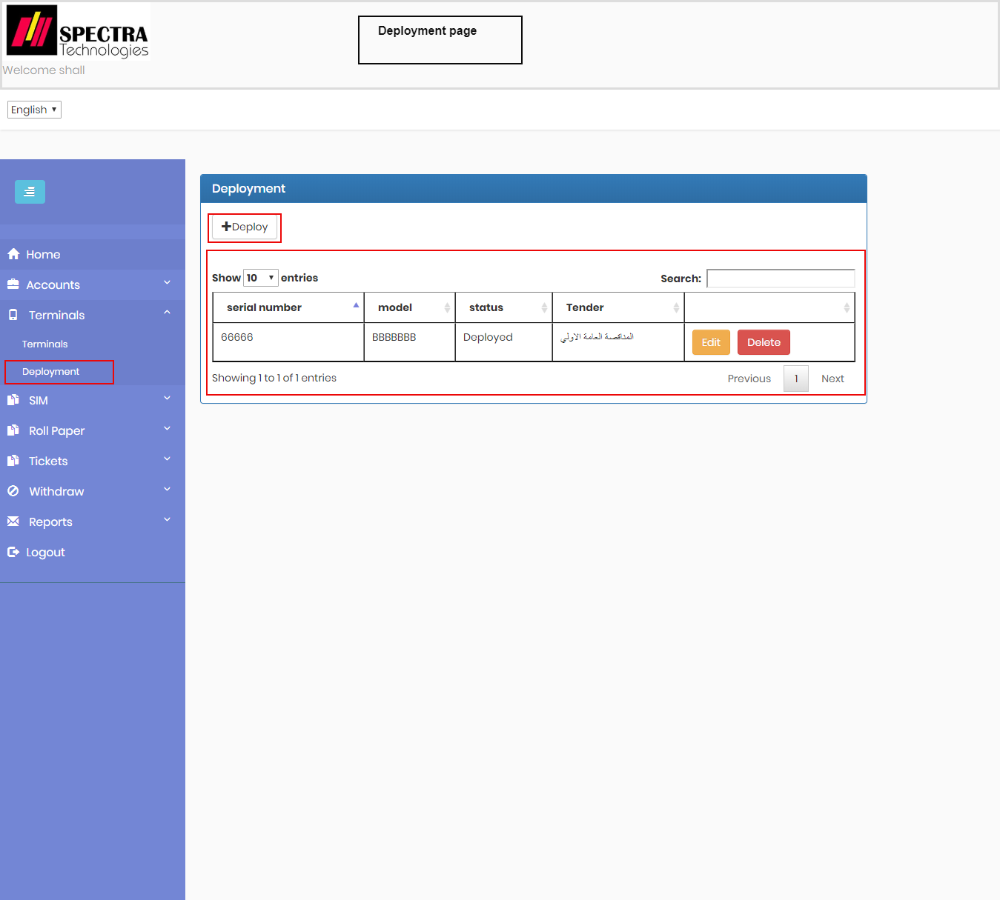 SPECTRA
Technologies
Deployment page
Welcome shall
English
Deployment
Deploy
Home
Accounts
Terminals
Terminals
Deployment
SIM
Roll Paper
Tickets
Withdraw
Reports
Logout
Show 10 entries
Search:
serial number model status Tender
66666 BBBBBBB Deployed المناقصة العامة الاولي Edit Delete
Showing 1 to 1 of 1 entries
Previous 1 Next